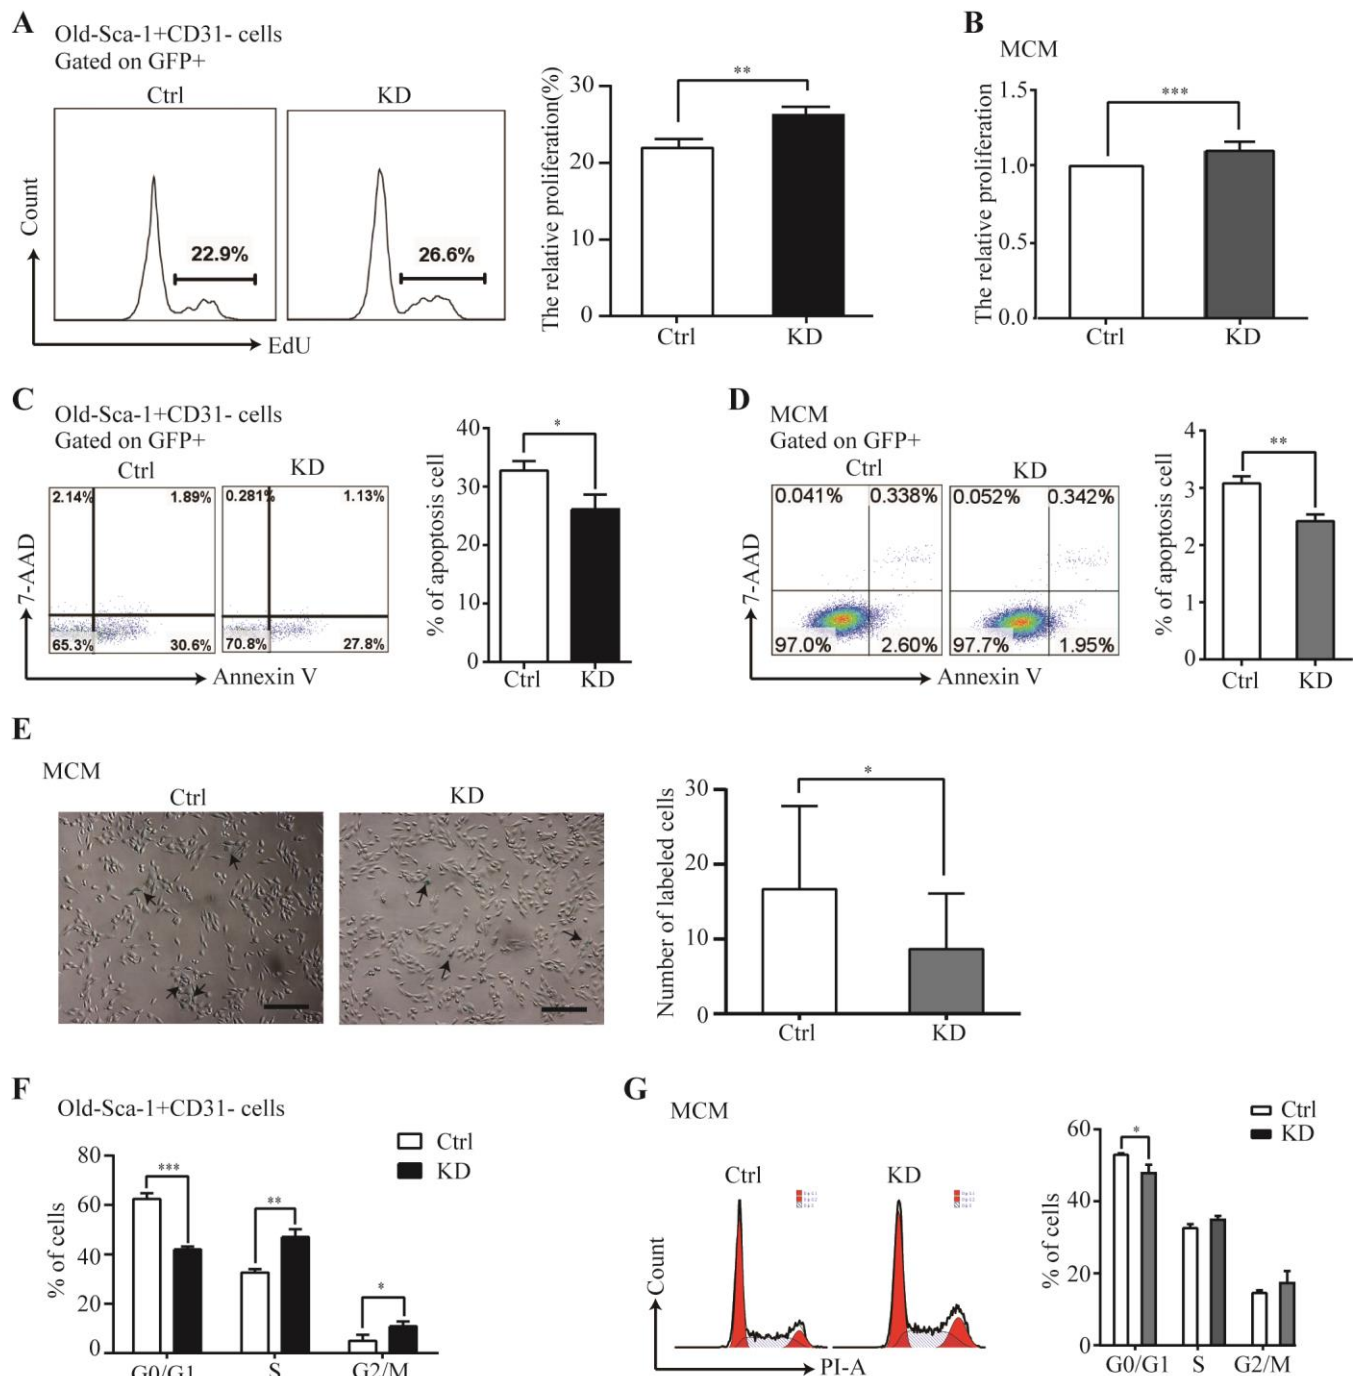 A
Old-Sca-1+CD31- cells
Gated on GFP+
Ctrl
KD
Count
22.9%
26.6%
EdU
The relative proliferation(%)
30
20
10
0
**
Ctrl
KD
B
MCM
The relative proliferation
1.5
1.0
0.5
0.0
***
Ctrl
KD
C
Old-Sca-1+CD31- cells
Gated on GFP+
Ctrl
KD
2.14%
1.89%
0.281%
1.13%
7-AAD
65.3%
30.6%
70.8%
27.8%
Annexin V
% of apoptosis cell
40
30
20
10
0
*
Ctrl
KD
D
MCM
Gated on GFP+
Ctrl
KD
0.041%
0.338%
0.052%
0.342%
7-AAD
97.0%
2.60%
97.7%
1.95%
Annexin V
% of apoptosis cell
4
3
2
1
0
**
Ctrl
KD
E
MCM
Ctrl
KD
Number of labeled cells
30
20
10
0
*
Ctrl
KD
F
Old-Sca-1+CD31- cells
Ctrl
KD
% of cells
80
60
40
20
0
***
**
*
G0/G1
S
G2/M
G
MCM
Ctrl
KD
Count
PI-A
Ctrl
KD
% of cells
60
40
20
0
*
G0/G1
S
G2/M